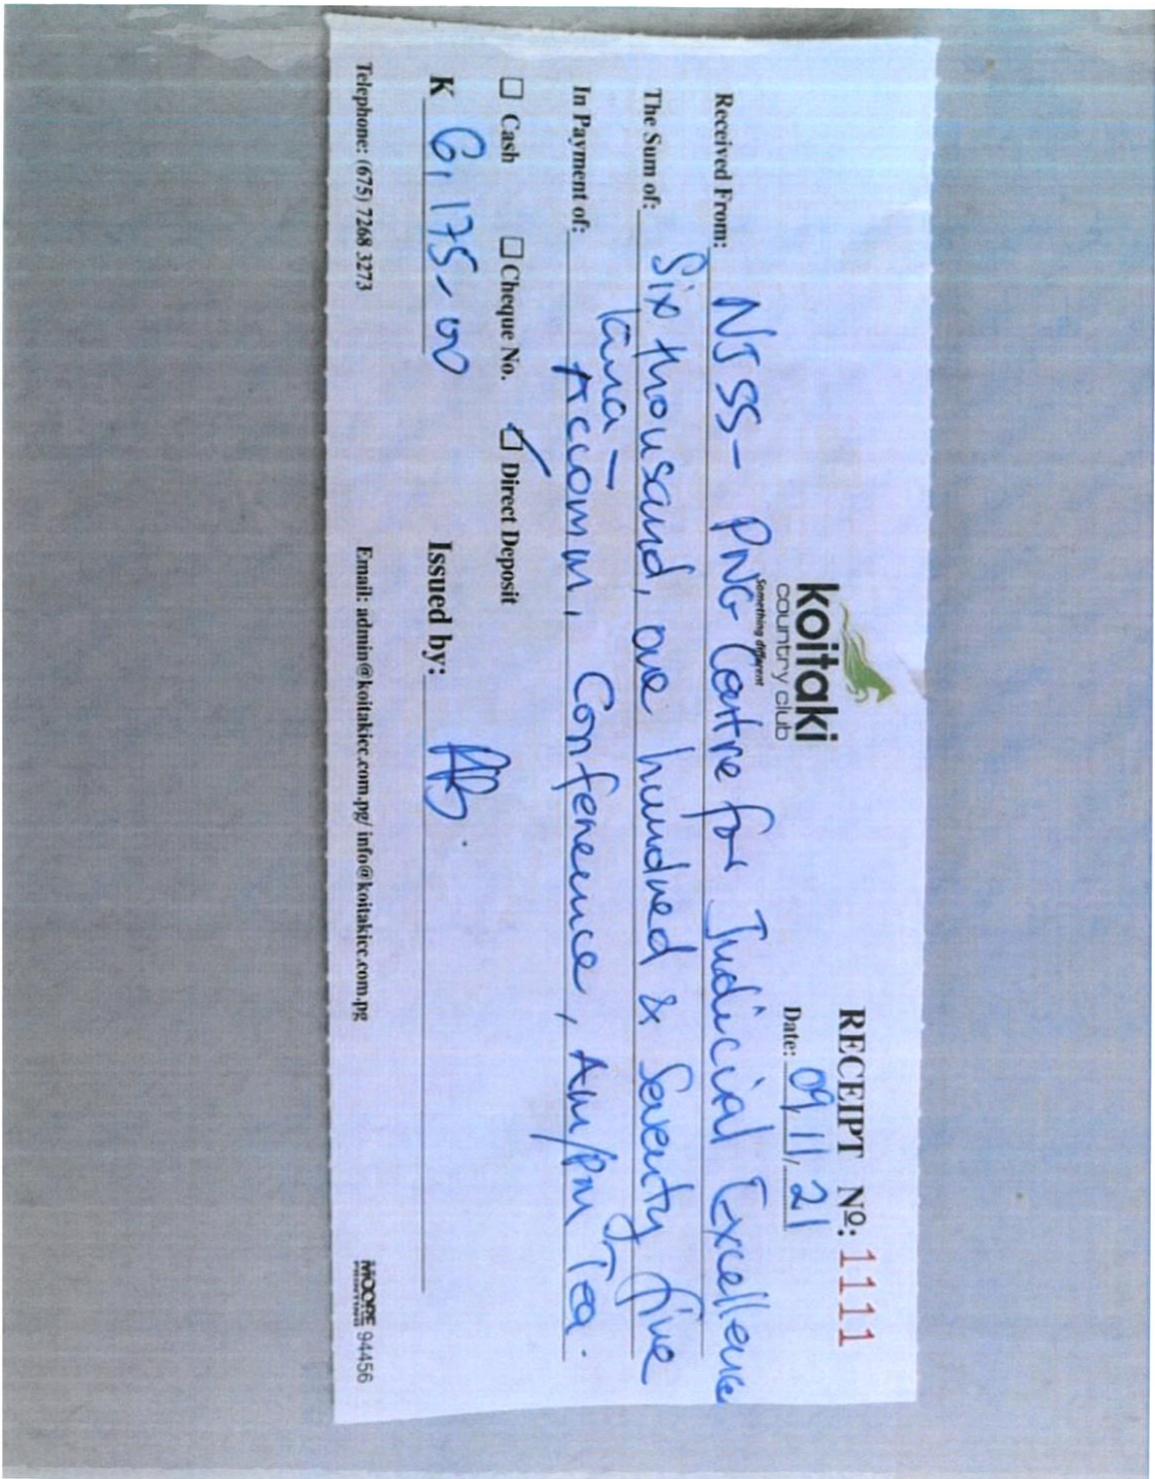 koitaki
country club
Something different
RECEIPT Nº: 1111
Date: 09/11/21
Received From: NJSS- PNG Centre for Judicial Excellence
The Sum of: Six thousand, one hundred & Seventy five
kina —
In Payment of: Accomm, Conference, Am/Pm Tea.
☐ Cash ☐ Cheque No. ☑ Direct Deposit
K 6,175-00 Issued by:
Telephone: (675) 7268 3273 Email: admin@koitakicc.com.pg/ info@koitakicc.com.pg MOORE PRINTING 94456